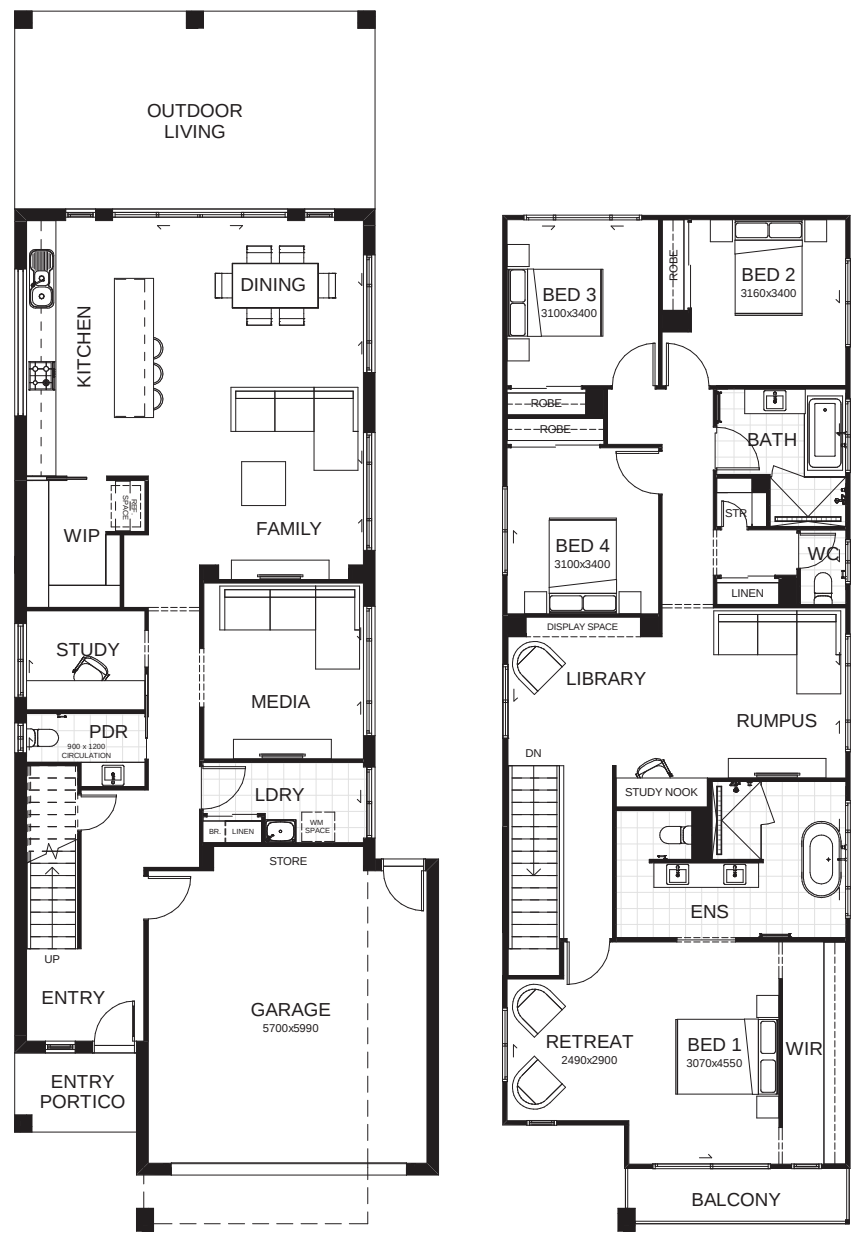 OUTDOOR
LIVING
DINING
KITCHEN
REF
SPACE
FAMILY
WIP
STUDY
MEDIA
PDR
900 x 1200
CIRCULATION
LDRY
BR.
LINEN
WM
SPACE
STORE
UP
ENTRY
GARAGE
5700x5990
ENTRY
PORTICO
BED 3
3100x3400
ROBE
BED 2
3160x3400
ROBE
ROBE
BATH
STR
BED 4
3100x3400
WC
LINEN
DISPLAY SPACE
LIBRARY
RUMPUS
DN
STUDY NOOK
ENS
RETREAT
2490x2900
BED 1
3070x4550
WIR
BALCONY